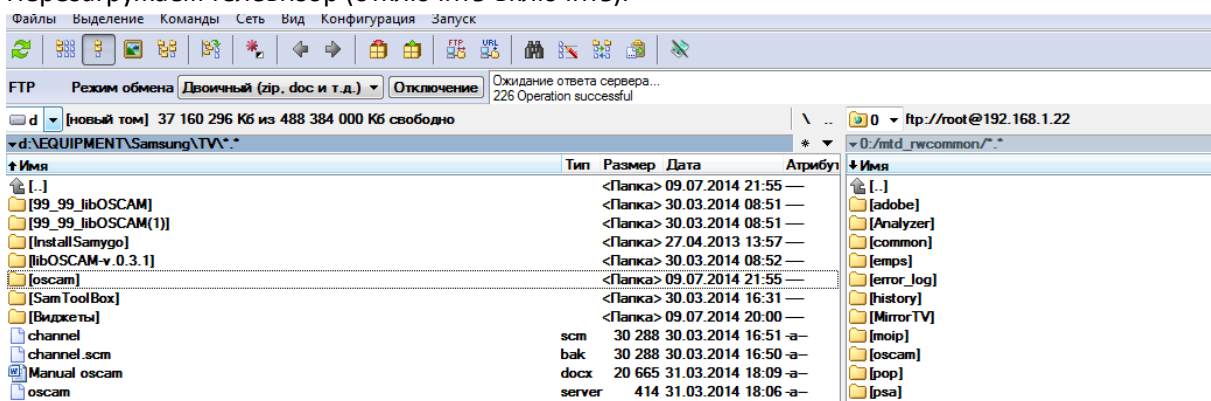 Перезагружаем телевизор (отключить-включить).
Файлы Выделение Команды Сеть Вид Конфигурация Запуск
FTP URL
FTP Режим обмена Двоичный (zip, doc и т.д.) Отключение Ожидание ответа сервера...
226 Operation successful
d [новый том] 37 160 296 Кб из 488 384 000 Кб свободно \ .. 0 ftp://root@192.168.1.22
d:\EQUIPMENT\Samsung\TV\*.* * 0:/mtd_rwcommon/*.*
Имя Тип Размер Дата Атрибут Имя
[..] <Папка> 09.07.2014 21:55 — [..]
[99_99_libOSCAM] <Папка> 30.03.2014 08:51 — [adobe]
[99_99_libOSCAM(1)] <Папка> 30.03.2014 08:51 — [Analyzer]
[InstallSamygo] <Папка> 27.04.2013 13:57 — [common]
[libOSCAM-v.0.3.1] <Папка> 30.03.2014 08:52 — [emps]
[oscam] <Папка> 09.07.2014 21:55 — [error_log]
[SamToolBox] <Папка> 30.03.2014 16:31 — [history]
[Виджеты] <Папка> 09.07.2014 20:00 — [MirrorTV]
channel scm 30 288 30.03.2014 16:51 -a-- [moip]
channel.scm bak 30 288 30.03.2014 16:50 -a-- [oscam]
Manual oscam docx 20 665 31.03.2014 18:09 -a-- [pop]
oscam server 414 31.03.2014 18:06 -a-- [psa]